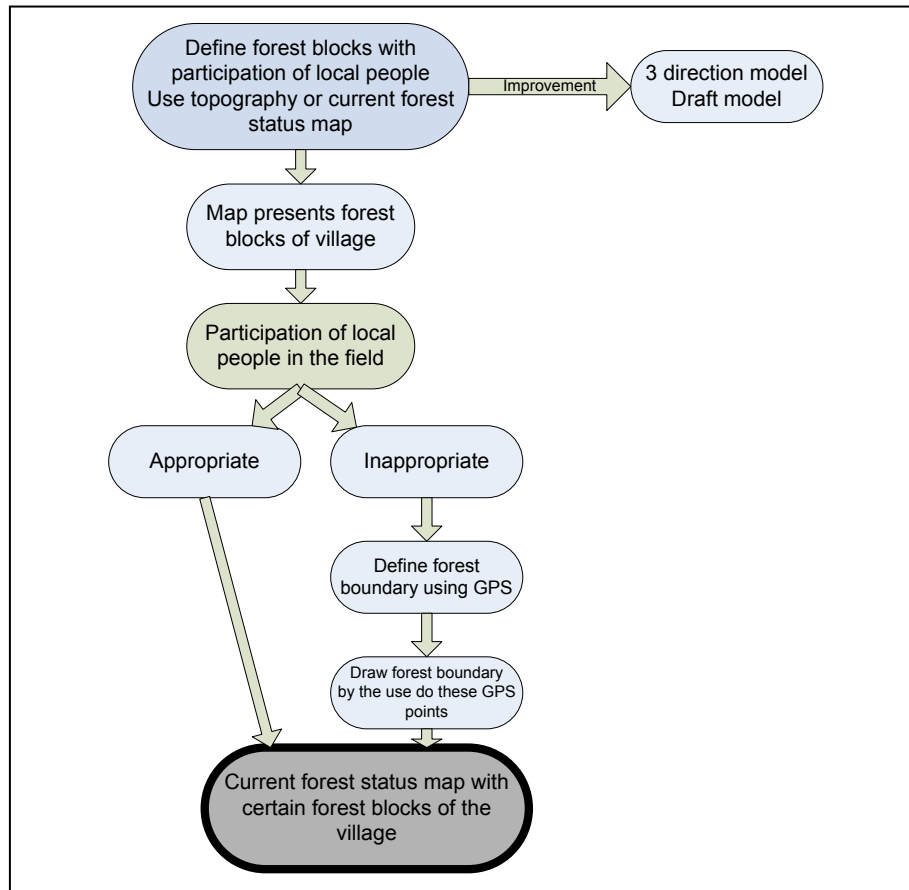 Define forest blocks with
participation of local people
Use topography or current forest
status map
Improvement
3 direction model
Draft model
Map presents forest
blocks of village
Participation of local
people in the field
Appropriate
Inappropriate
Define forest
boundary using GPS
Draw forest boundary
by the use do these GPS
points
Current forest status map with
certain forest blocks of the
village